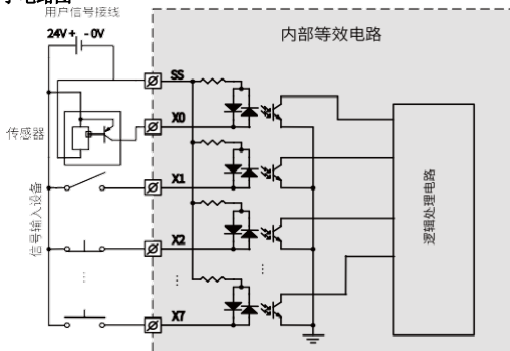 用户信号接线
24V + - 0V
内部等效电路
SS
X0
传感器
X1
信号输入设备
逻辑处理电路
X2
...
...
...
X7